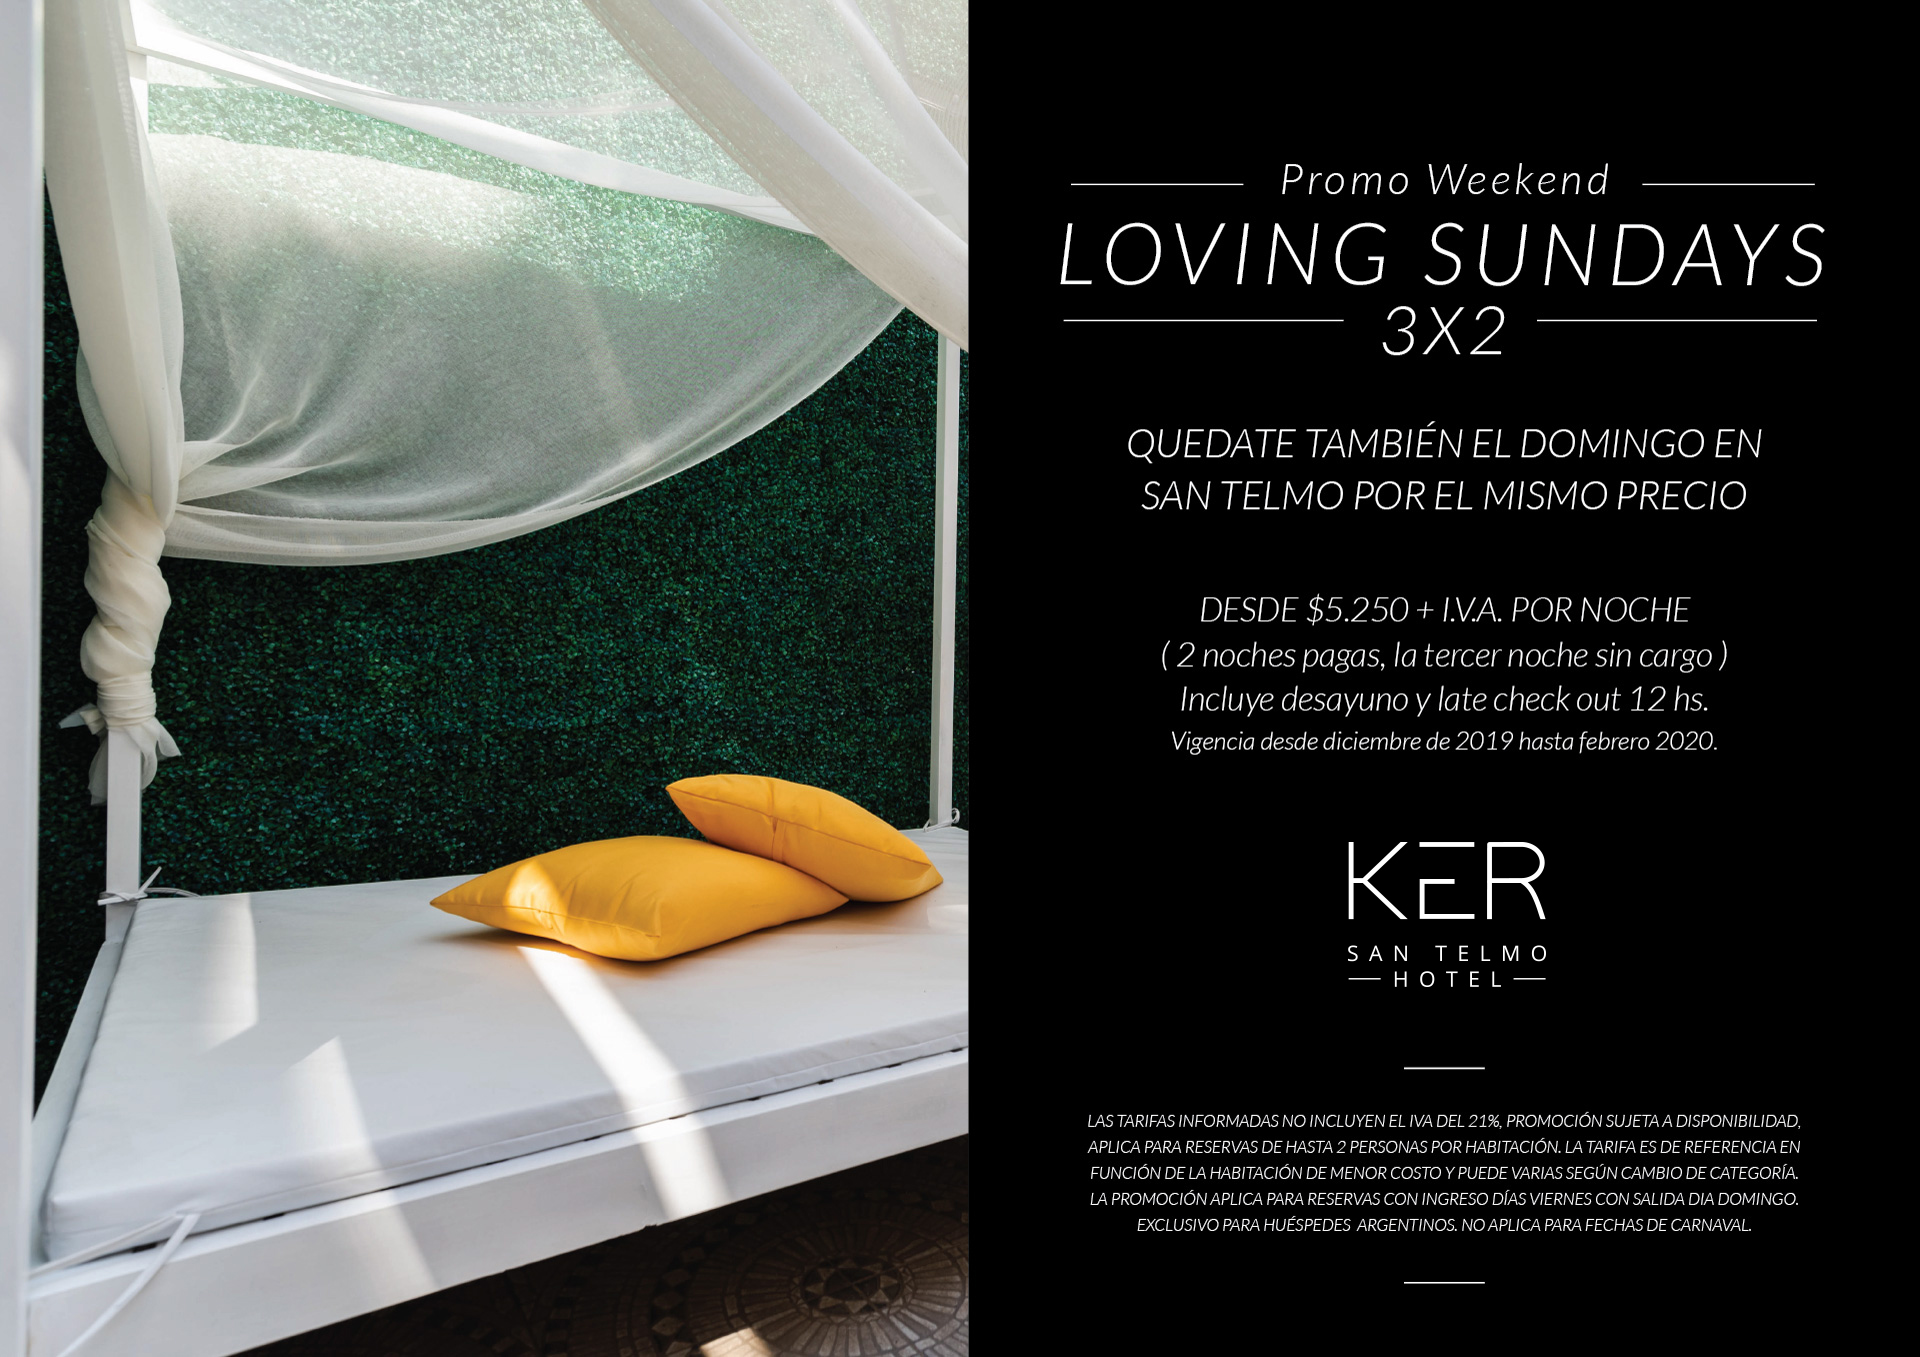 Promo Weekend
LOVING SUNDAYS
3X2
QUEDATE TAMBIÉN EL DOMINGO EN
SAN TELMO POR EL MISMO PRECIO
DESDE $5.250 + I.V.A. POR NOCHE
( 2 noches pagas, la tercer noche sin cargo )
Incluye desayuno y late check out 12 hs.
Vigencia desde diciembre de 2019 hasta febrero 2020.
KER
SAN TELMO
HOTEL
LAS TARIFAS INFORMADAS NO INCLUYEN EL IVA DEL 21%, PROMOCIÓN SUJETA A DISPONIBILIDAD,
APLICA PARA RESERVAS DE HASTA 2 PERSONAS POR HABITACIÓN. LA TARIFA ES DE REFERENCIA EN
FUNCIÓN DE LA HABITACIÓN DE MENOR COSTO Y PUEDE VARIAS SEGÚN CAMBIO DE CATEGORÍA.
LA PROMOCIÓN APLICA PARA RESERVAS CON INGRESO DÍAS VIERNES CON SALIDA DIA DOMINGO.
EXCLUSIVO PARA HUÉSPEDES ARGENTINOS. NO APLICA PARA FECHAS DE CARNAVAL.